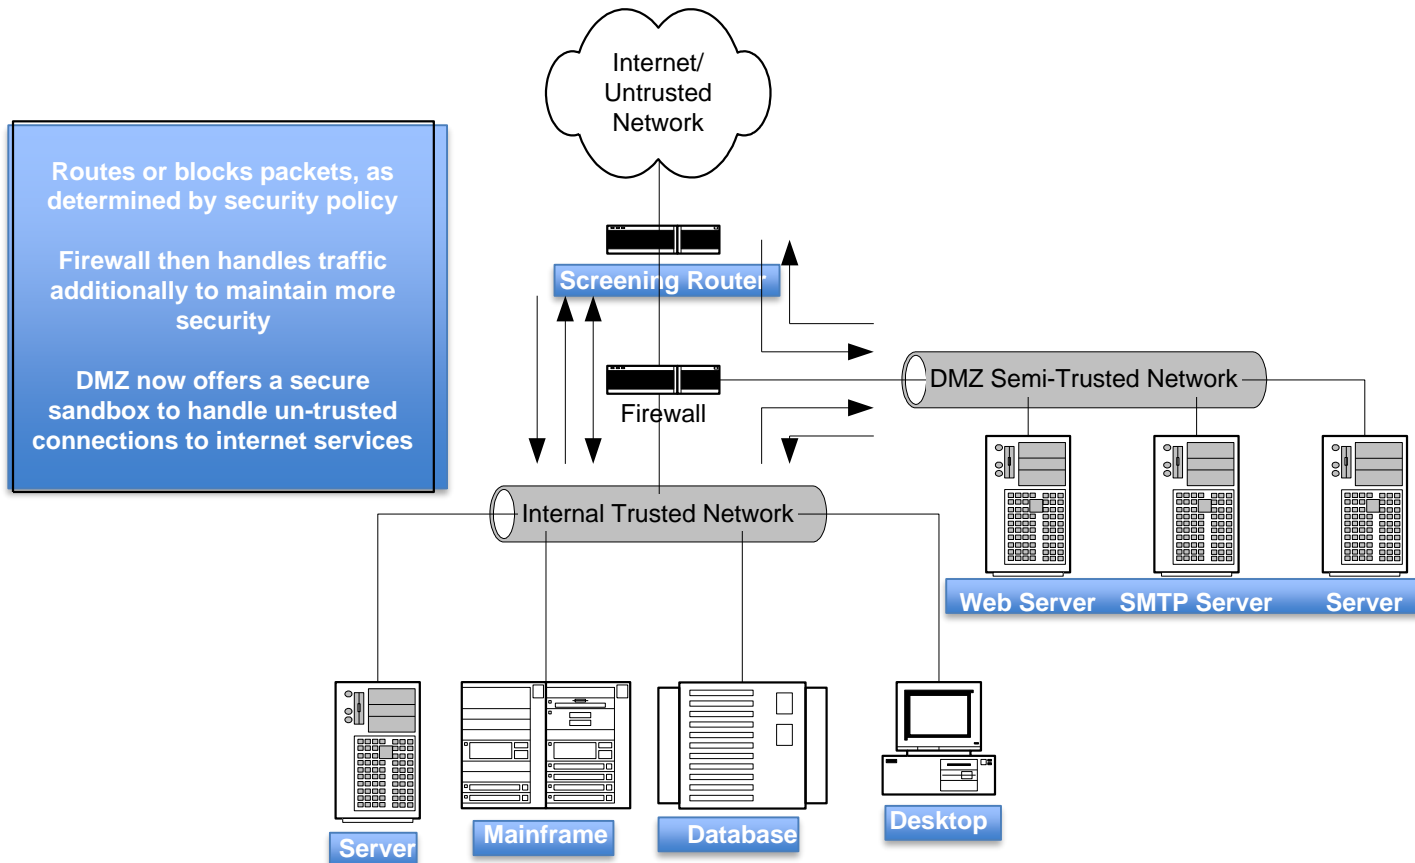 Internet/
Untrusted
Network
Routes or blocks packets, as
determined by security policy
Firewall then handles traffic
additionally to maintain more
security
DMZ now offers a secure
sandbox to handle un-trusted
connections to internet services
Screening Router
Firewall
DMZ Semi-Trusted Network
Internal Trusted Network
Web Server
SMTP Server
Server
Server
Mainframe
Database
Desktop